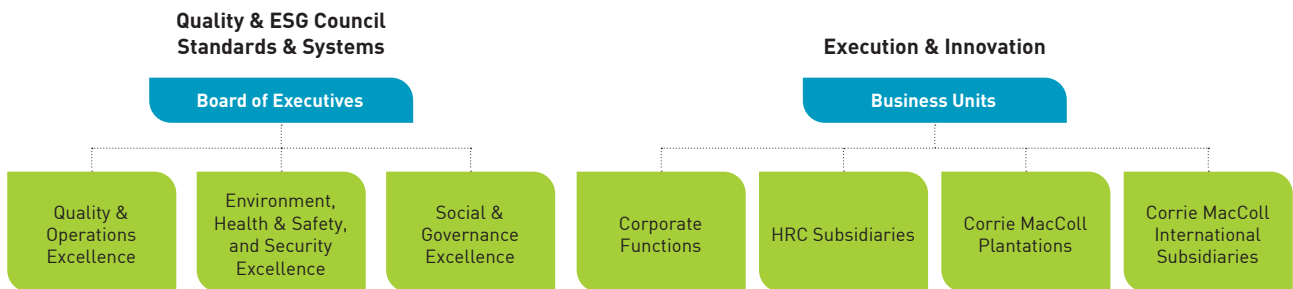 Quality & ESG Council
Standards & Systems
Execution & Innovation
Board of Executives
Business Units
Quality &
Operations
Excellence
Environment,
Health & Safety,
and Security
Excellence
Social &
Governance
Excellence
Corporate
Functions
HRC Subsidiaries
Corrie MacColl
Plantations
Corrie MacColl
International
Subsidiaries